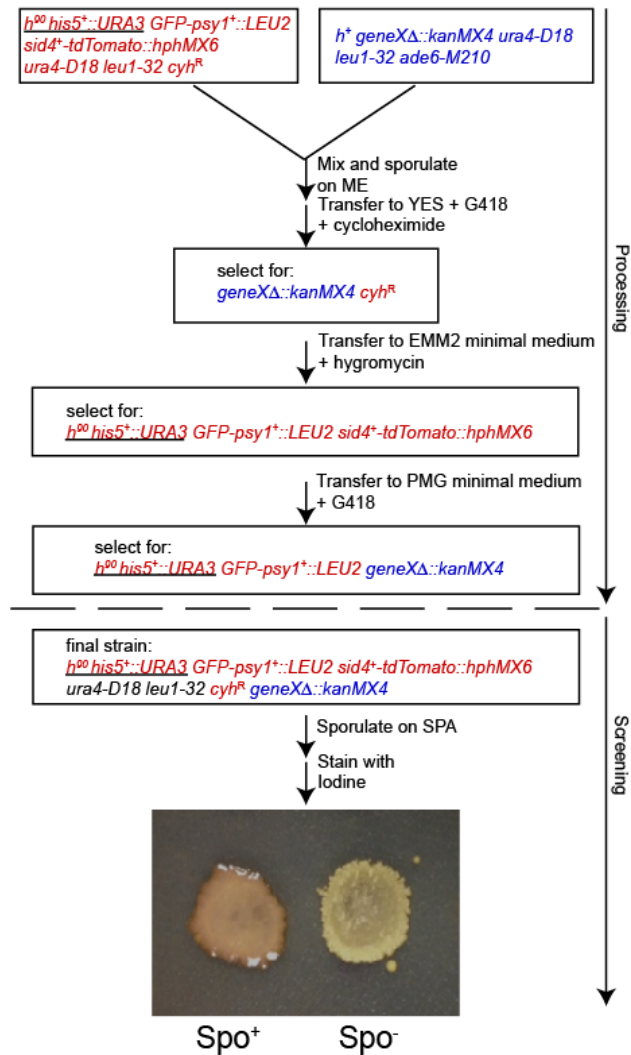 h⁹⁰ his5⁺::URA3 GFP-psy1⁺::LEU2
sid4⁺-tdTomato::hphMX6
ura4-D18 leu1-32 cyhᴿ
h⁺ geneXΔ::kanMX4 ura4-D18
leu1-32 ade6-M210
Mix and sporulate
on ME
Transfer to YES + G418
+ cycloheximide
select for:
geneXΔ::kanMX4 cyhᴿ
Transfer to EMM2 minimal medium
+ hygromycin
select for:
h⁹⁰ his5⁺::URA3 GFP-psy1⁺::LEU2 sid4⁺-tdTomato::hphMX6
Transfer to PMG minimal medium
+ G418
select for:
h⁹⁰ his5⁺::URA3 GFP-psy1⁺::LEU2 geneXΔ::kanMX4
Processing
final strain:
h⁹⁰ his5⁺::URA3 GFP-psy1⁺::LEU2 sid4⁺-tdTomato::hphMX6
ura4-D18 leu1-32 cyhᴿ geneXΔ::kanMX4
Sporulate on SPA
Stain with
Iodine
Screening
Spo⁺ Spo⁻